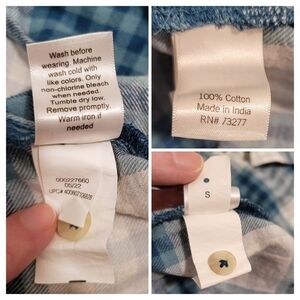 Wash before
wearing. Machine
wash cold with
like colors. Only
non-chlorine bleach
when needed.
Tumble dry low.
Remove promptly.
Warm iron if
needed
100% Cotton
Made in India
RN# 73277
000227660
05/22
S